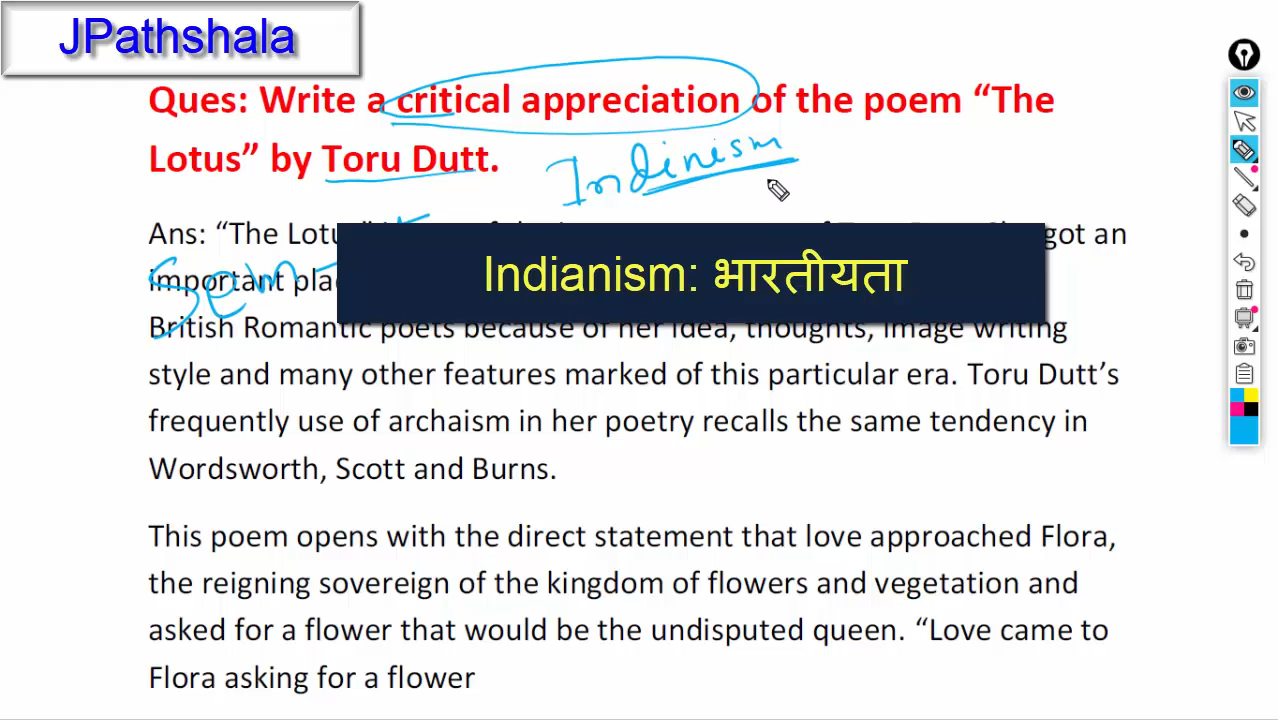 JPathshala
Ques: Write a critical appreciation of the poem “The
Lotus” by Toru Dutt.
Indinism
Ans: “The Lotu got an
Sem-
important plac
Indianism: भारतीयता
British Romantic poets because of her idea, thoughts, image writing
style and many other features marked of this particular era. Toru Dutt’s
frequently use of archaism in her poetry recalls the same tendency in
Wordsworth, Scott and Burns.
This poem opens with the direct statement that love approached Flora,
the reigning sovereign of the kingdom of flowers and vegetation and
asked for a flower that would be the undisputed queen. “Love came to
Flora asking for a flower